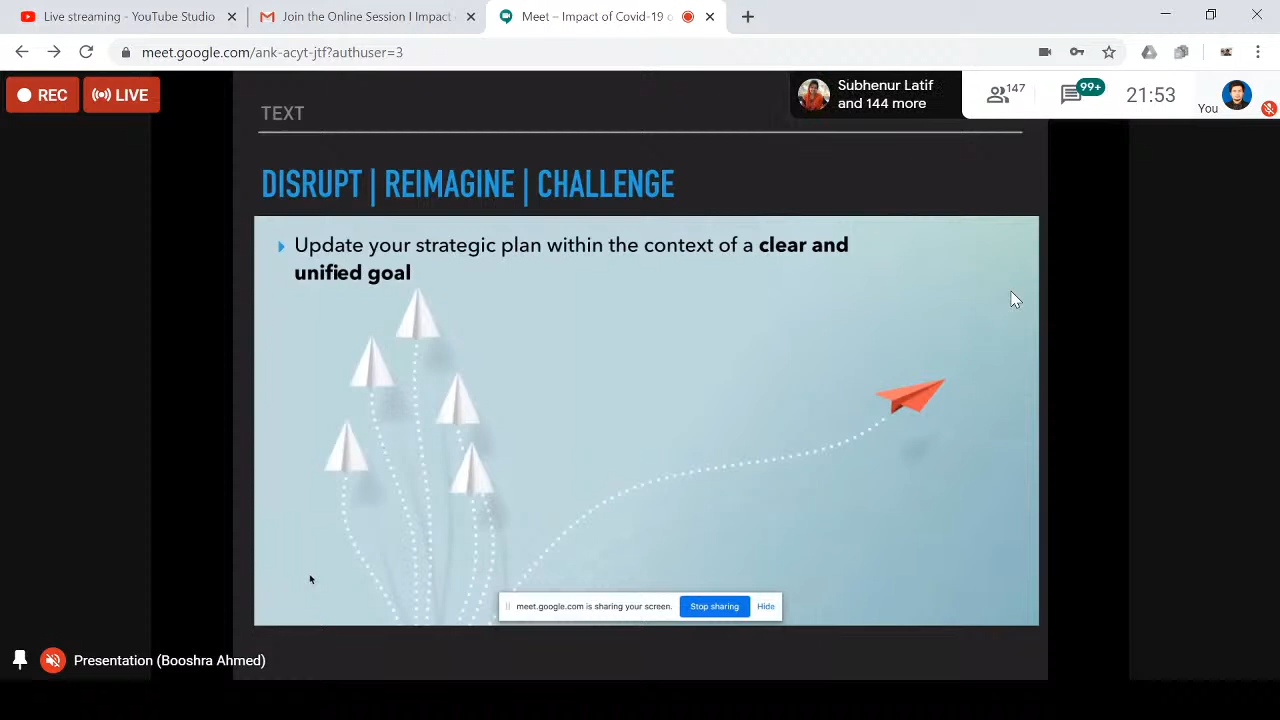 Live streaming - YouTube Studio
Join the Online Session I Impact
Meet – Impact of Covid-19
meet.google.com/ank-acyt-jtf?authuser=3
REC
LIVE
Subhenur Latif
and 144 more
147
99+
21:53
You
TEXT
DISRUPT | REIMAGINE | CHALLENGE
Update your strategic plan within the context of a clear and
unified goal
meet.google.com is sharing your screen.
Stop sharing
Hide
Presentation (Booshra Ahmed)